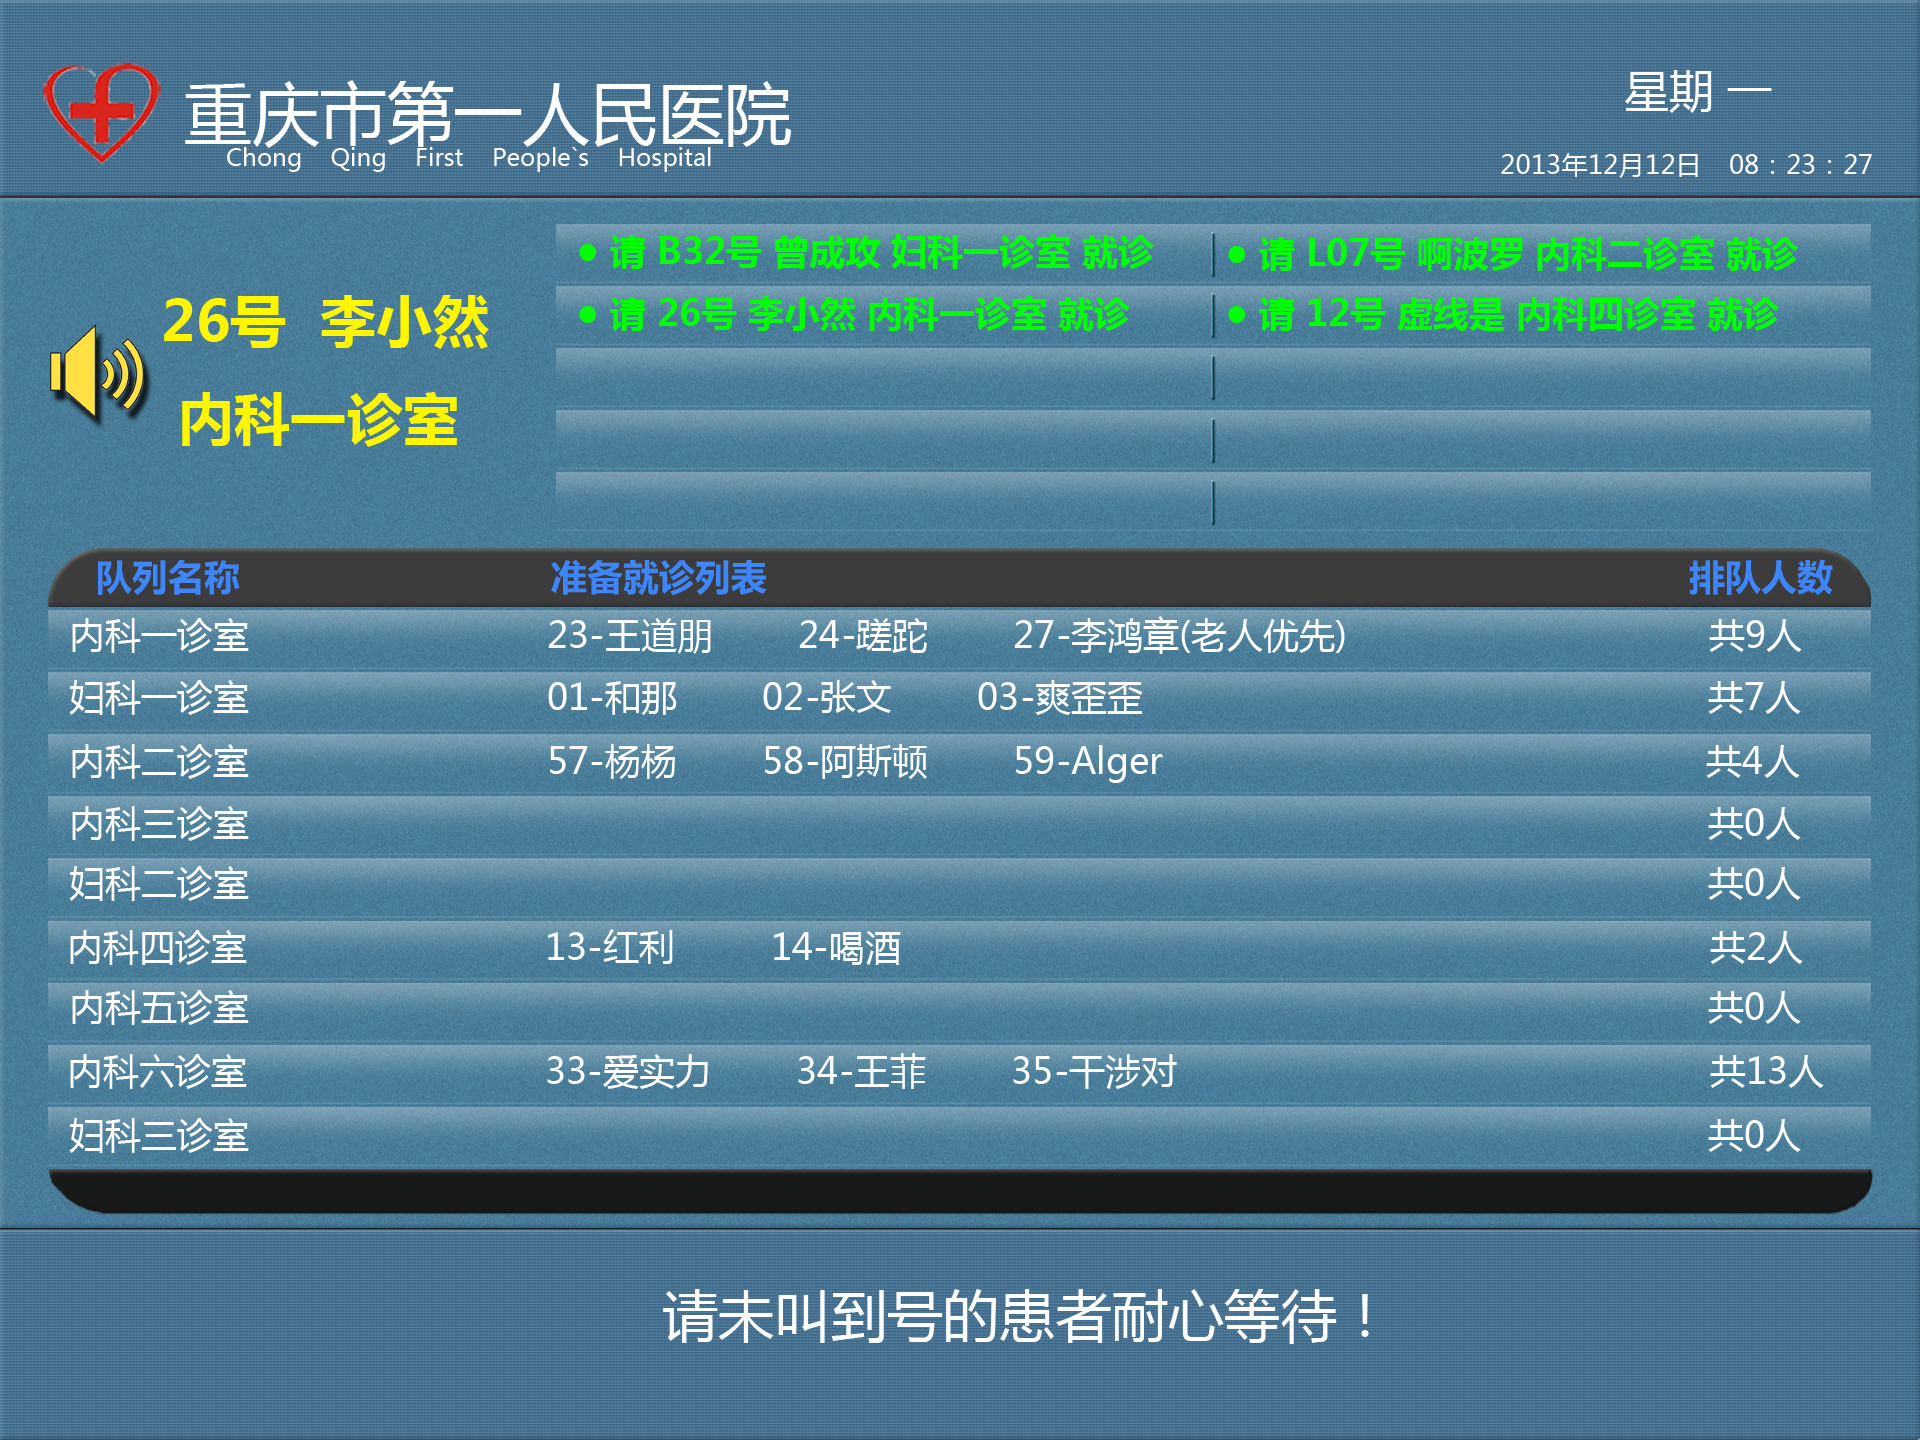 重庆市第一人民医院
Chong Qing First People`s Hospital
星期一
2013年12月12日 08：23：27
26号 李小然
内科一诊室
● 请 B32号 曾成攻 妇科一诊室 就诊
● 请 L07号 啊波罗 内科二诊室 就诊
● 请 26号 李小然 内科一诊室 就诊
● 请 12号 虚线是 内科四诊室 就诊
队列名称 准备就诊列表 排队人数
内科一诊室 23-王道朋 24-蹉跎 27-李鸿章(老人优先) 共9人
妇科一诊室 01-和那 02-张文 03-爽歪歪 共7人
内科二诊室 57-杨杨 58-阿斯顿 59-Alger 共4人
内科三诊室 共0人
妇科二诊室 共0人
内科四诊室 13-红利 14-喝酒 共2人
内科五诊室 共0人
内科六诊室 33-爱实力 34-王菲 35-干涉对 共13人
妇科三诊室 共0人
请未叫到号的患者耐心等待！